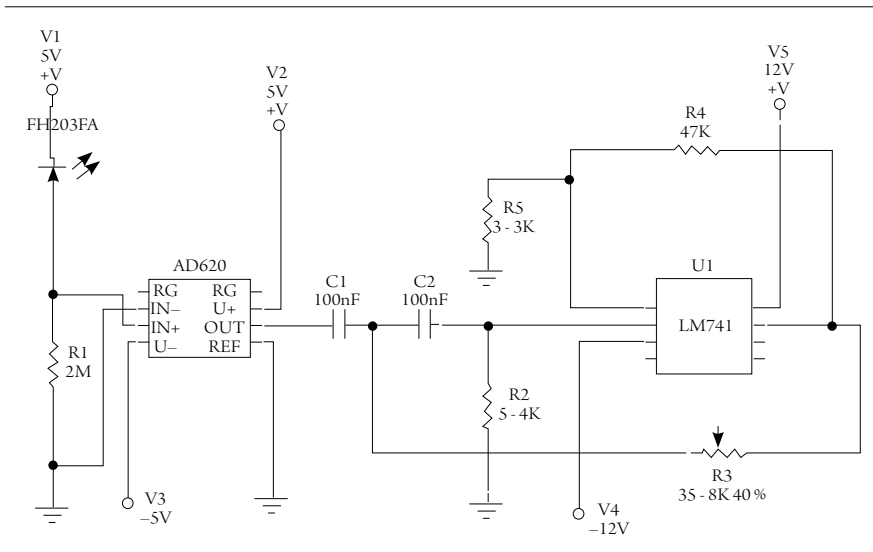 V1
5V
+V
FH203FA
V2
5V
+V
V5
12V
+V
R4
47K
R5
3 - 3K
AD620
RG
IN–
IN+
U–
RG
U+
OUT
REF
C1
100nF
C2
100nF
U1
LM741
R1
2M
R2
5 - 4K
R3
35 - 8K 40 %
V3
–5V
V4
–12V